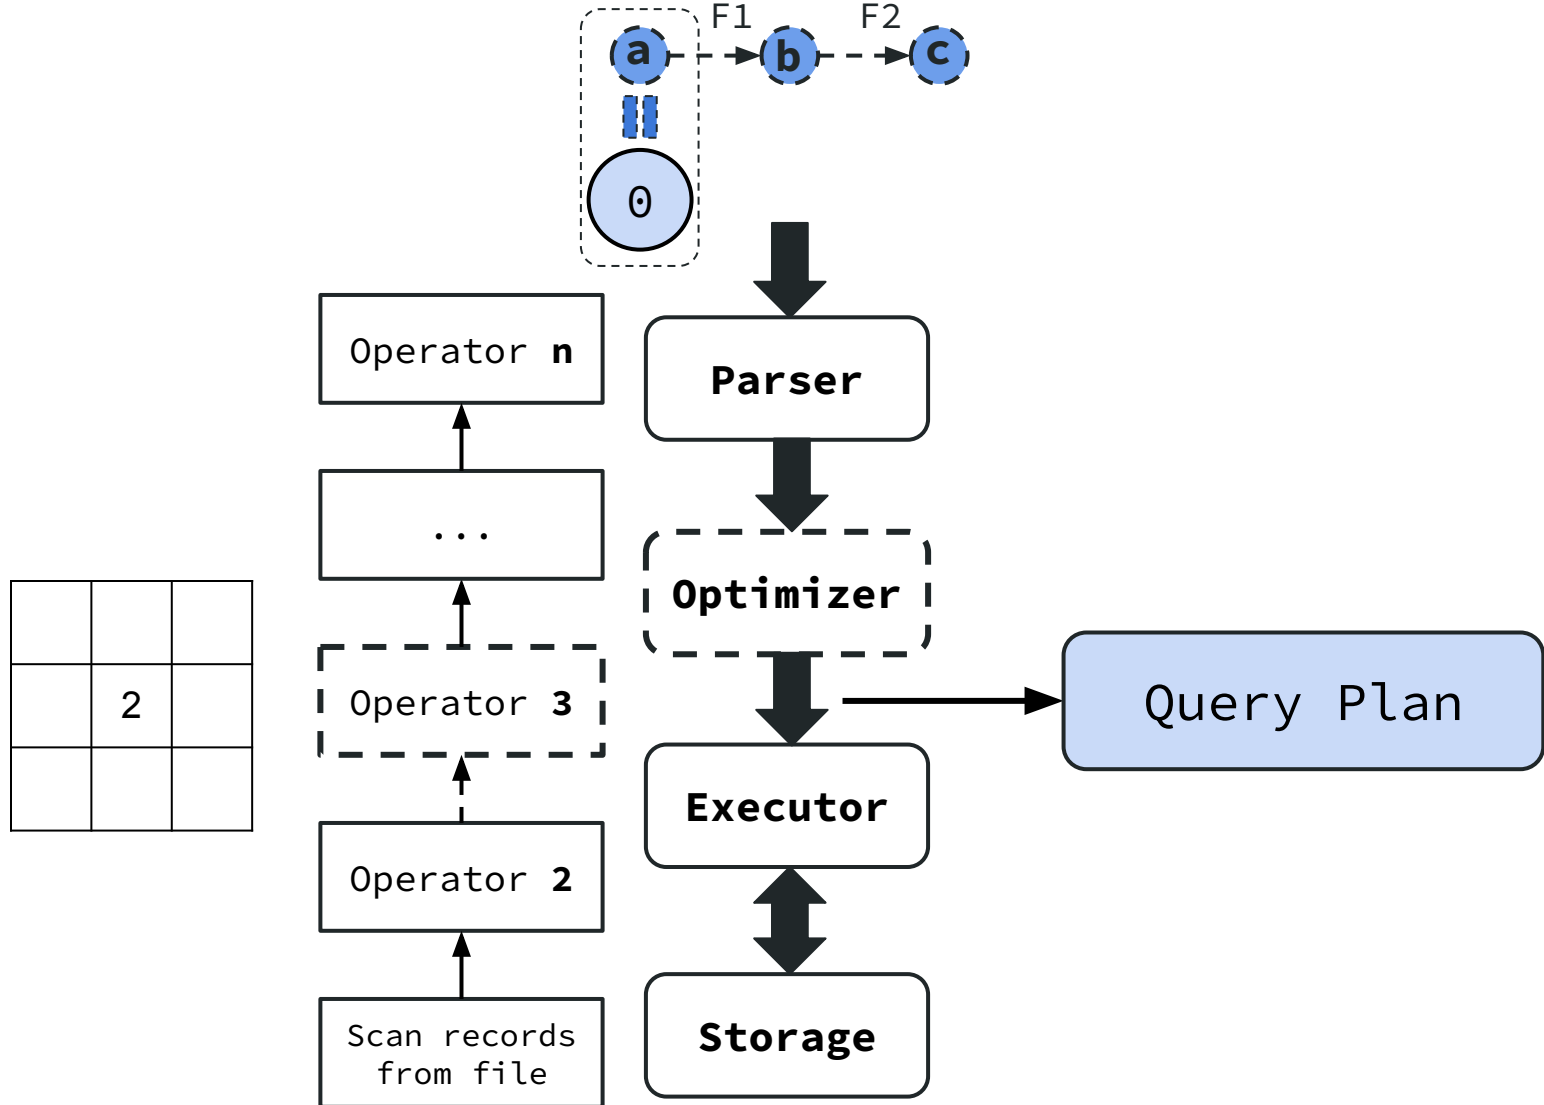 F1
F2
a
b
c
0
Operator n
Parser
...
Optimizer
2
Operator 3
Query Plan
Executor
Operator 2
Scan records
from file
Storage